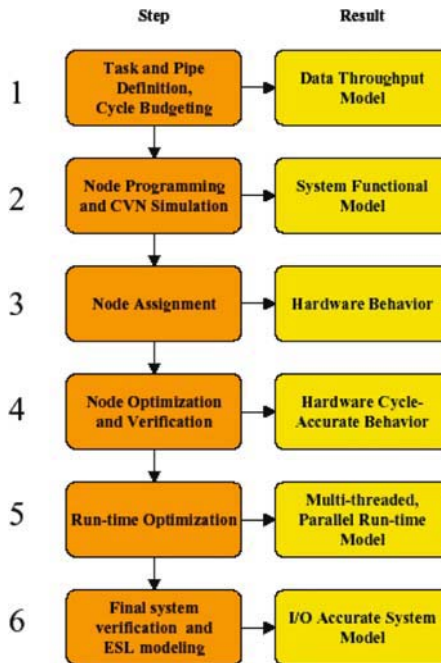 Step
Result
1
Task and Pipe
Definition,
Cycle Budgeting
Data Throughput
Model
2
Node Programming
and CVN Simulation
System Functional
Model
3
Node Assignment
Hardware Behavior
4
Node Optimization
and Verification
Hardware Cycle-
Accurate Behavior
5
Run-time Optimization
Multi-threaded,
Parallel Run-time
Model
6
Final system
verification and
ESL modeling
I/O Accurate System
Model